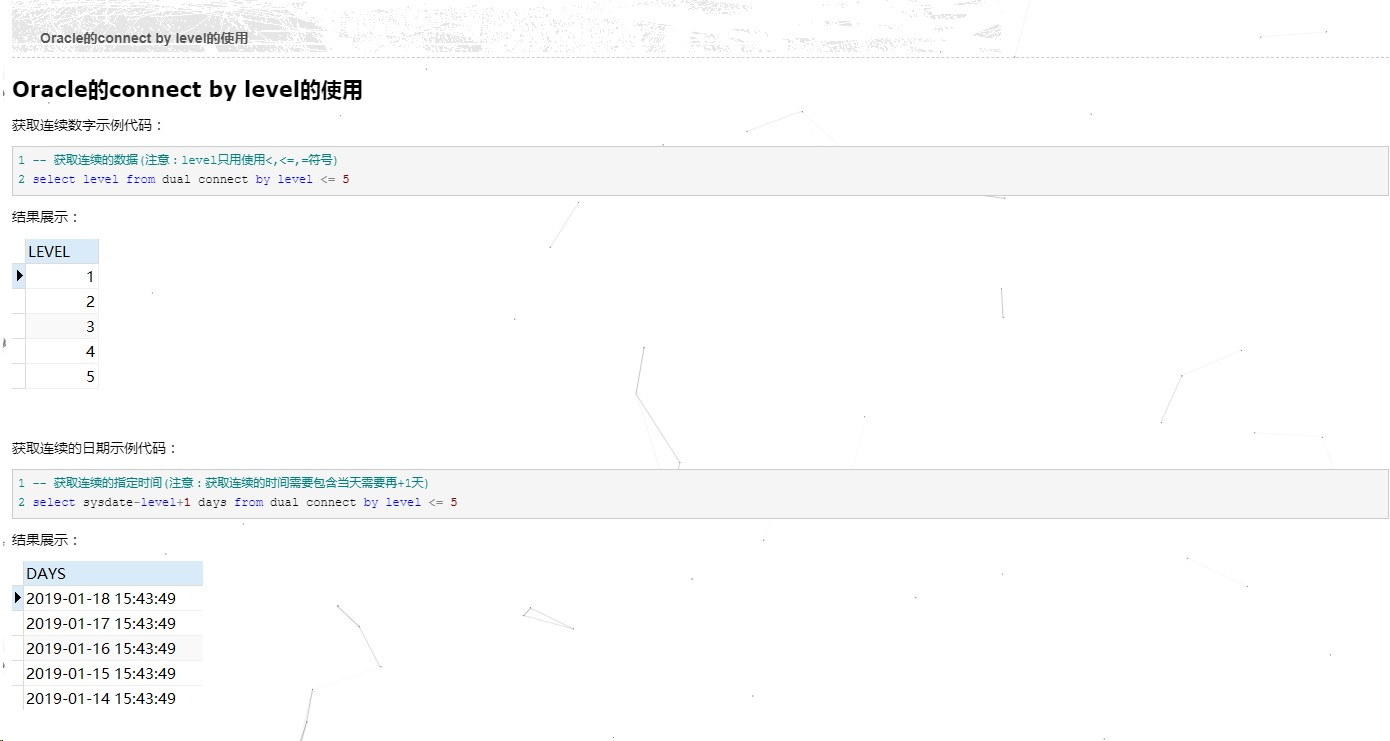 Oracle的connect by level的使用
Oracle的connect by level的使用
获取连续数字示例代码：
1 -- 获取连续的数据(注意：level只用使用<,<=,=符号)
2 select level from dual connect by level <= 5
结果展示：
LEVEL
1
2
3
4
5
获取连续的日期示例代码：
1 -- 获取连续的指定时间(注意：获取连续的时间需要包含当天需要再+1天)
2 select sysdate-level+1 days from dual connect by level <= 5
结果展示：
DAYS
2019-01-18 15:43:49
2019-01-17 15:43:49
2019-01-16 15:43:49
2019-01-15 15:43:49
2019-01-14 15:43:49